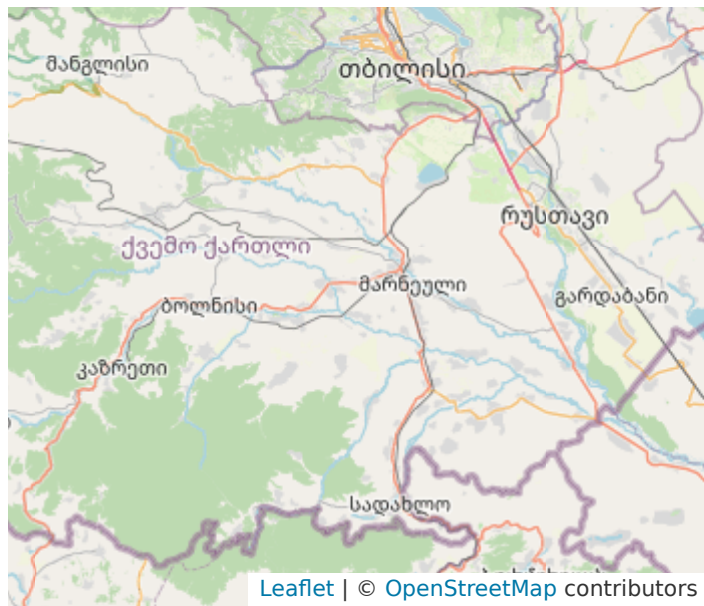 მანგლისი
თბილისი
რუსთავი
ქვემო ქართლი
მარნეული
გარდაბანი
ბოლნისი
კაზრეთი
სადახლო
Leaflet | © OpenStreetMap contributors